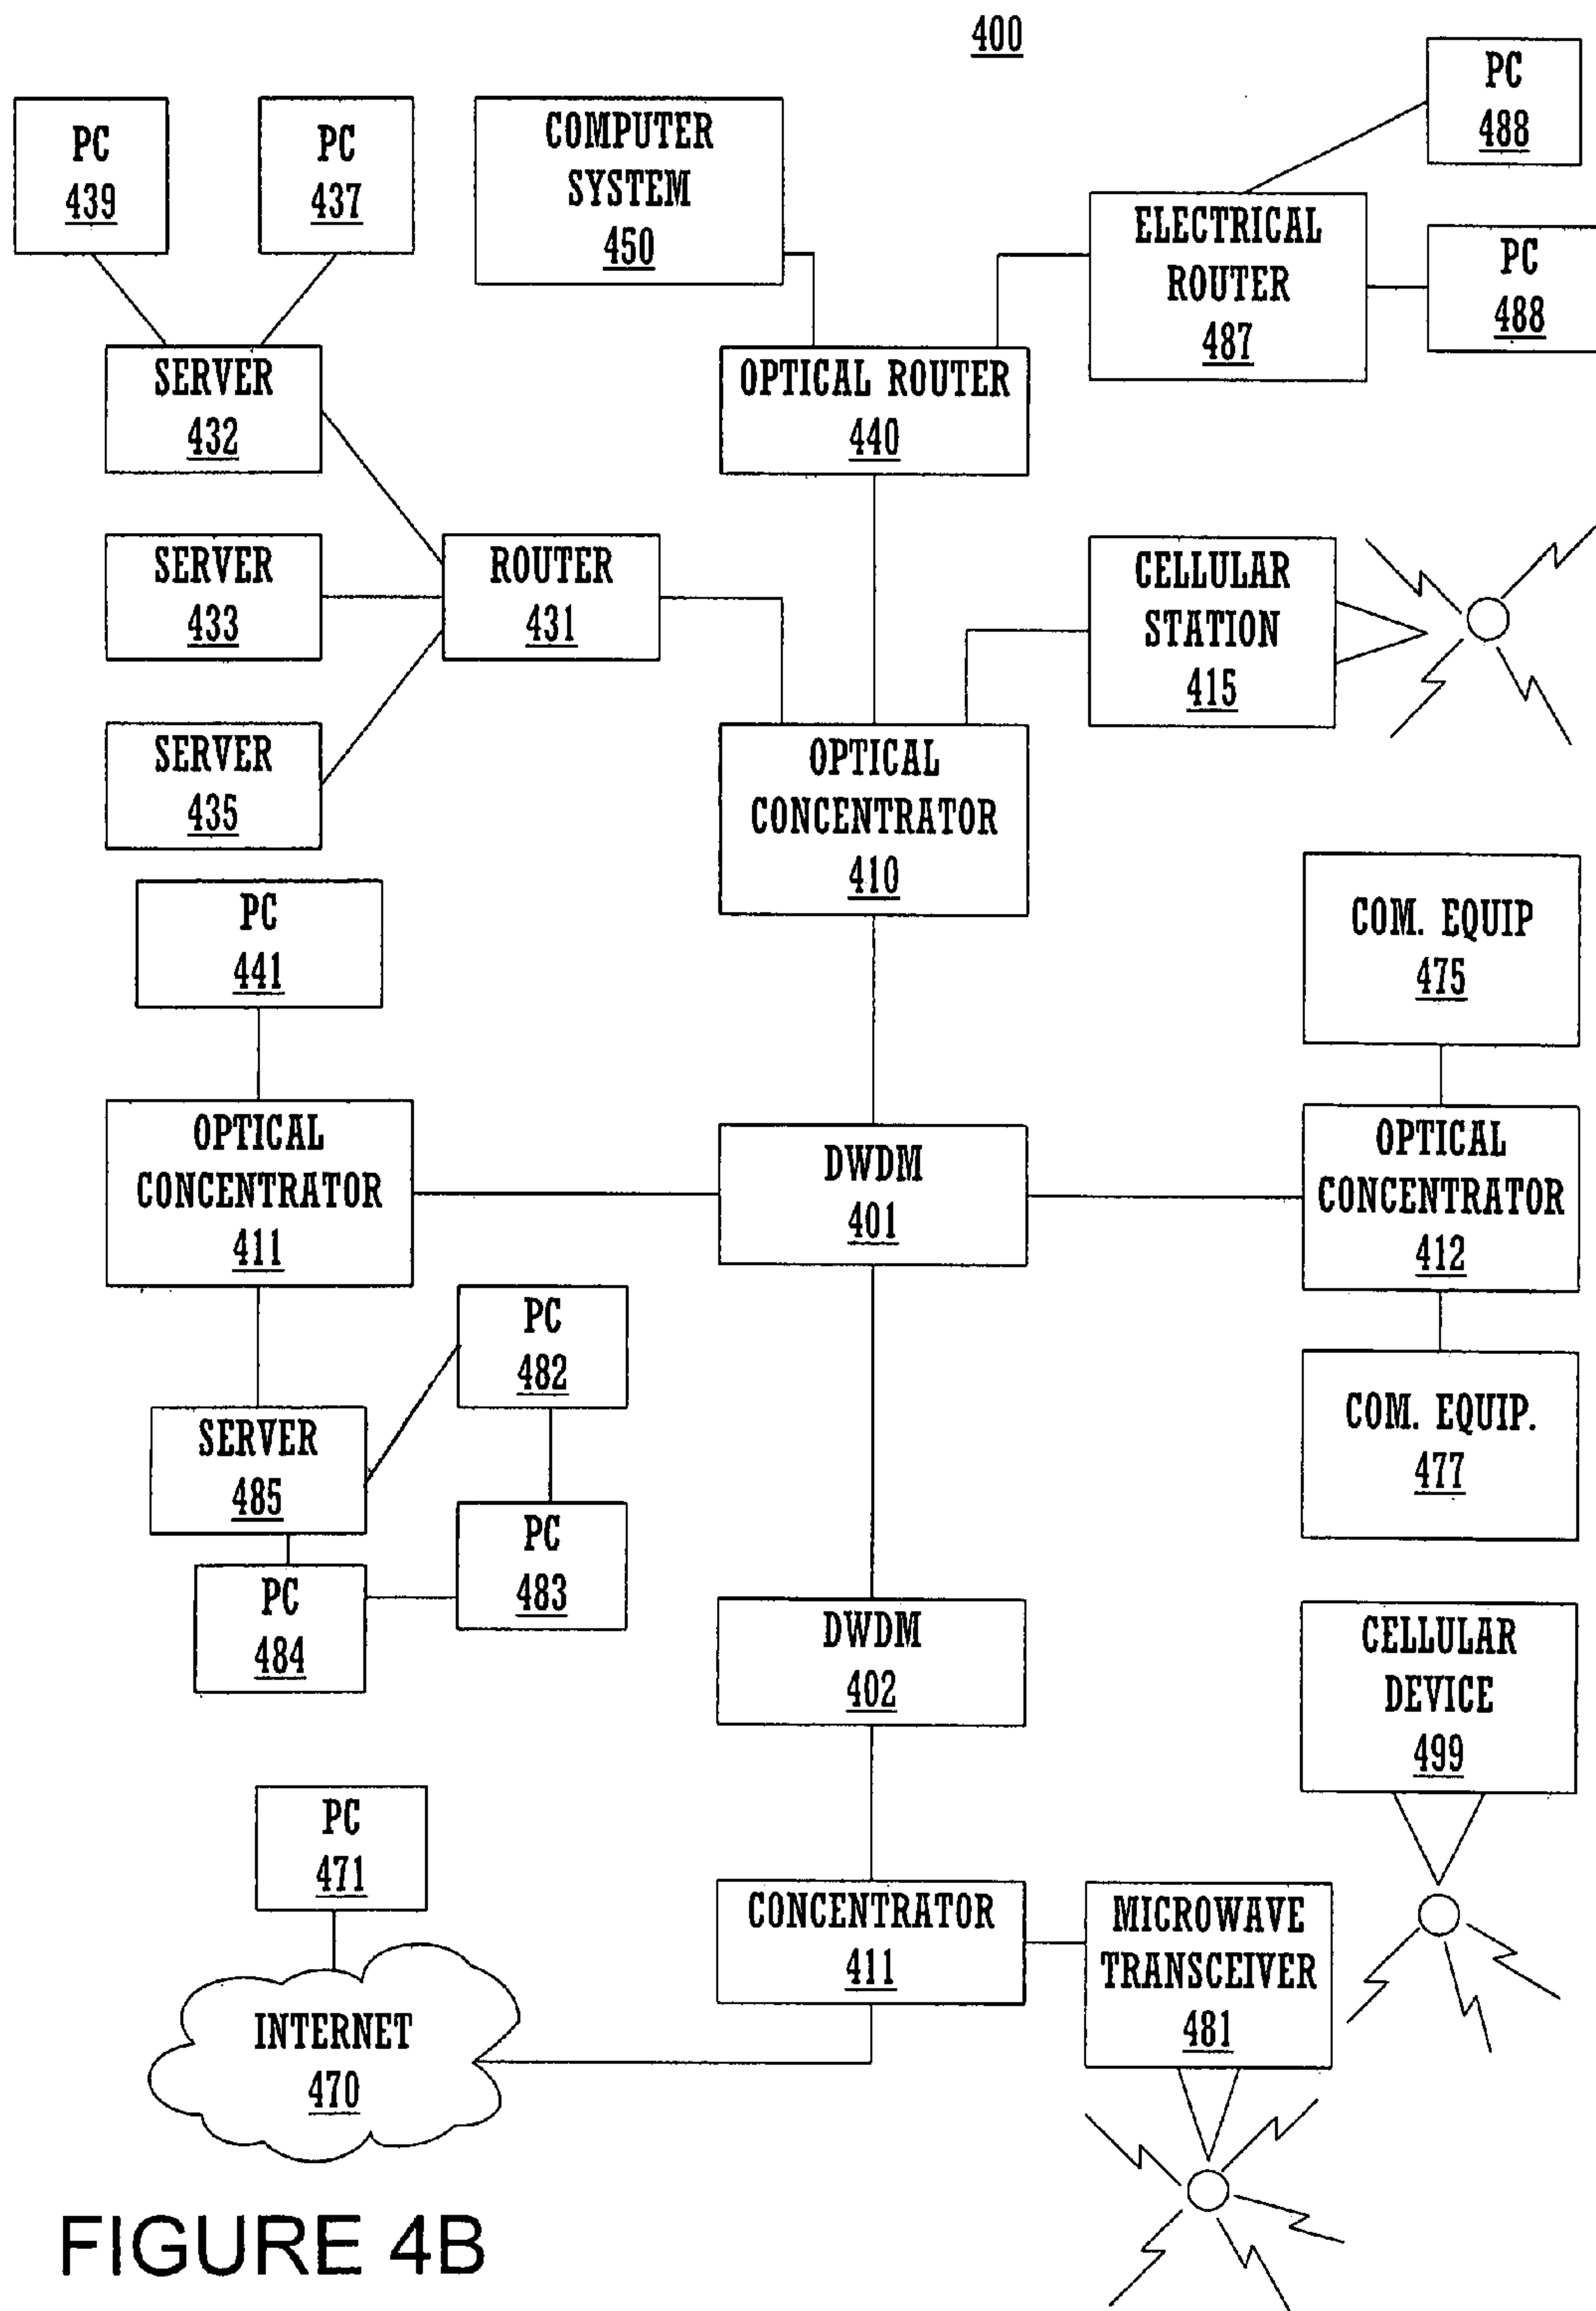 400
PC
439
PC
437
COMPUTER
SYSTEM
450
PC
488
ELECTRICAL
ROUTER
487
PC
488
SERVER
432
OPTICAL ROUTER
440
SERVER
433
ROUTER
431
CELLULAR
STATION
415
SERVER
435
OPTICAL
CONCENTRATOR
410
PC
441
COM. EQUIP
475
OPTICAL
CONCENTRATOR
411
DWDM
401
OPTICAL
CONCENTRATOR
412
PC
482
SERVER
485
COM. EQUIP.
477
PC
483
PC
484
DWDM
402
CELLULAR
DEVICE
499
PC
471
CONCENTRATOR
411
MICROWAVE
TRANSCEIVER
481
INTERNET
470
FIGURE 4B